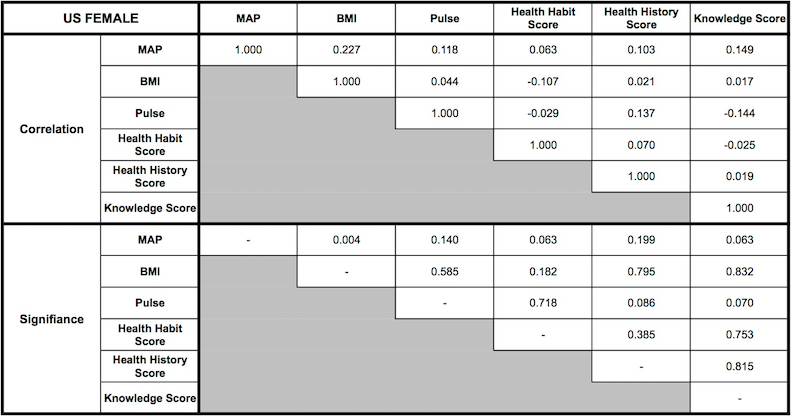 US FEMALE MAP BMI Pulse Health Habit Score Health History Score Knowledge Score
Correlation
MAP 1.000 0.227 0.118 0.063 0.103 0.149
BMI 1.000 0.044 -0.107 0.021 0.017
Pulse 1.000 -0.029 0.137 -0.144
Health Habit Score 1.000 0.070 -0.025
Health History Score 1.000 0.019
Knowledge Score 1.000
Signifiance
MAP - 0.004 0.140 0.063 0.199 0.063
BMI - 0.585 0.182 0.795 0.832
Pulse - 0.718 0.086 0.070
Health Habit Score - 0.385 0.753
Health History Score - 0.815
Knowledge Score -